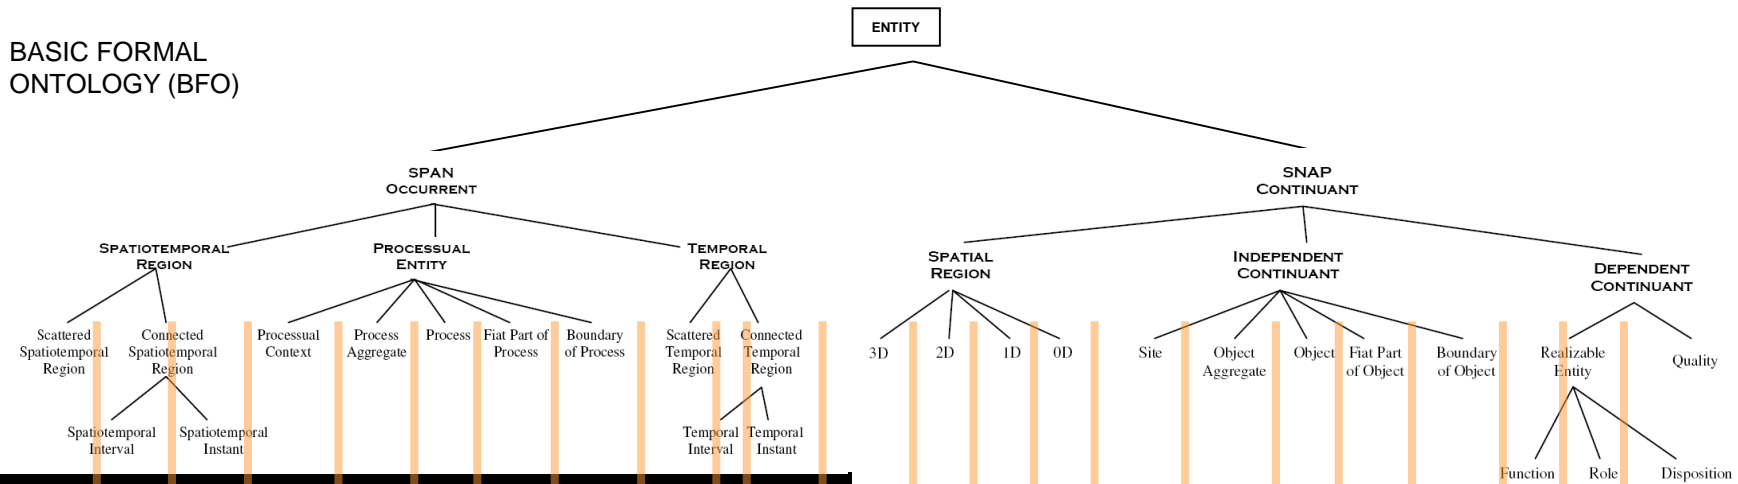 BASIC FORMAL
ONTOLOGY (BFO)
ENTITY
SPAN
OCCURRENT
SNAP
CONTINUANT
SPATIOTEMPORAL
REGION
PROCESSUAL
ENTITY
TEMPORAL
REGION
SPATIAL
REGION
INDEPENDENT
CONTINUANT
DEPENDENT
CONTINUANT
Scattered
Spatiotemporal
Region
Connected
Spatiotemporal
Region
Processual
Context
Process
Aggregate
Process
Fiat Part of
Process
Boundary
of Process
Scattered
Temporal
Region
Connected
Temporal
Region
3D
2D
1D
0D
Site
Object
Aggregate
Object
Fiat Part
of Object
Boundary
of Object
Realizable
Entity
Quality
Spatiotemporal
Interval
Spatiotemporal
Instant
Temporal
Interval
Temporal
Instant
Function
Role
Disposition